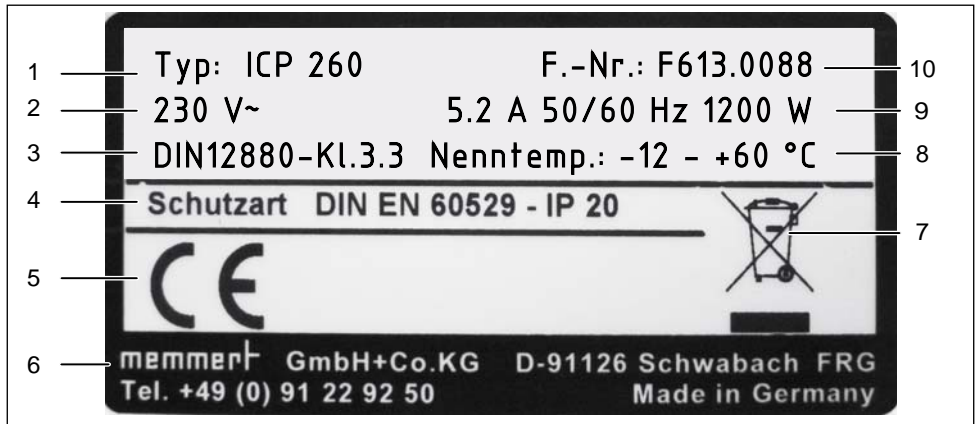 1 Typ: ICP 260 F.-Nr.: F613.0088 10
2 230 V~ 5.2 A 50/60 Hz 1200 W 9
3 DIN12880-Kl.3.3 Nenntemp.: -12 - +60 °C 8
4 Schutzart DIN EN 60529 - IP 20
7
5 CE
6 memmert GmbH+Co.KG D-91126 Schwabach FRG
Tel. +49 (0) 91 22 92 50 Made in Germany